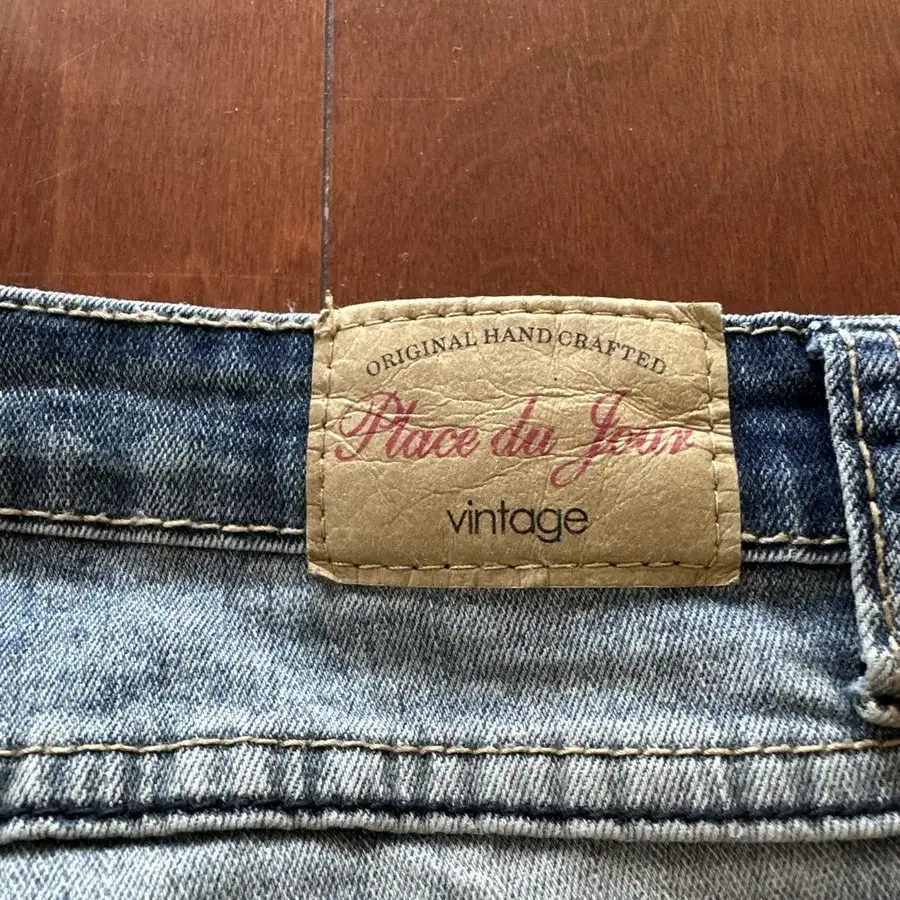 ORIGINAL HAND CRAFTED
Place du Jour
vintage